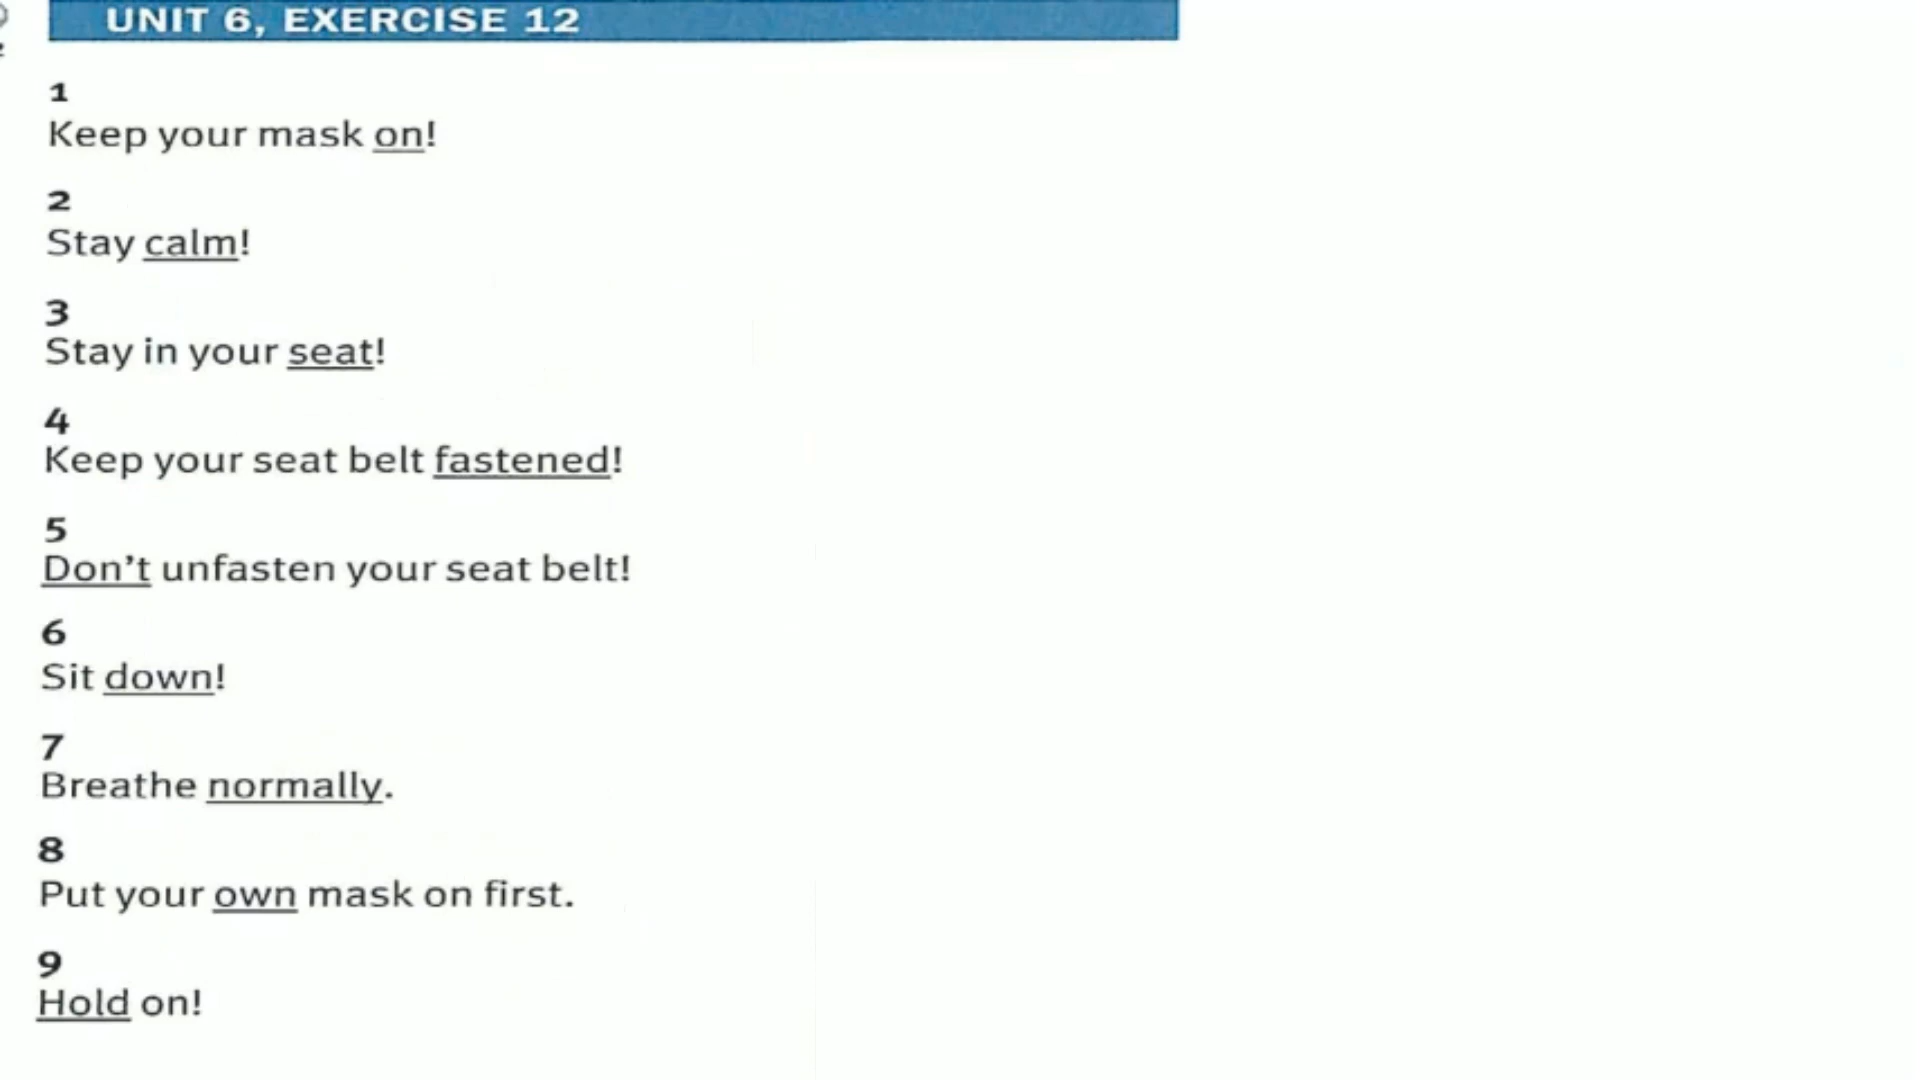 UNIT 6, EXERCISE 12
1
Keep your mask on!
2
Stay calm!
3
Stay in your seat!
4
Keep your seat belt fastened!
5
Don't unfasten your seat belt!
6
Sit down!
7
Breathe normally.
8
Put your own mask on first.
9
Hold on!